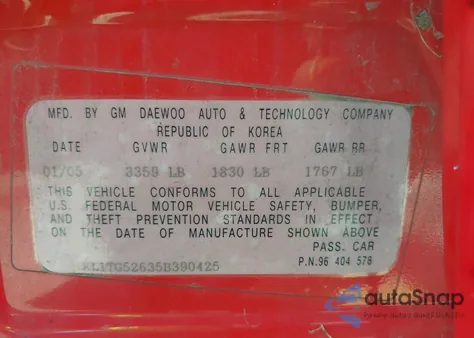 MFD. BY GM DAEWOO AUTO & TECHNOLOGY COMPANY
REPUBLIC OF KOREA
DATE GVWR GAWR FRT GAWR RR
01/05 3359 LB 1830 LB 1767 LB
THIS VEHICLE CONFORMS TO ALL APPLICABLE
U.S. FEDERAL MOTOR VEHICLE SAFETY, BUMPER,
AND THEFT PREVENTION STANDARDS IN EFFECT
ON THE DATE OF MANUFACTURE SHOWN ABOVE
PASS. CAR
KL1TG52635B390425 P.N.96 404 578
autoSnap